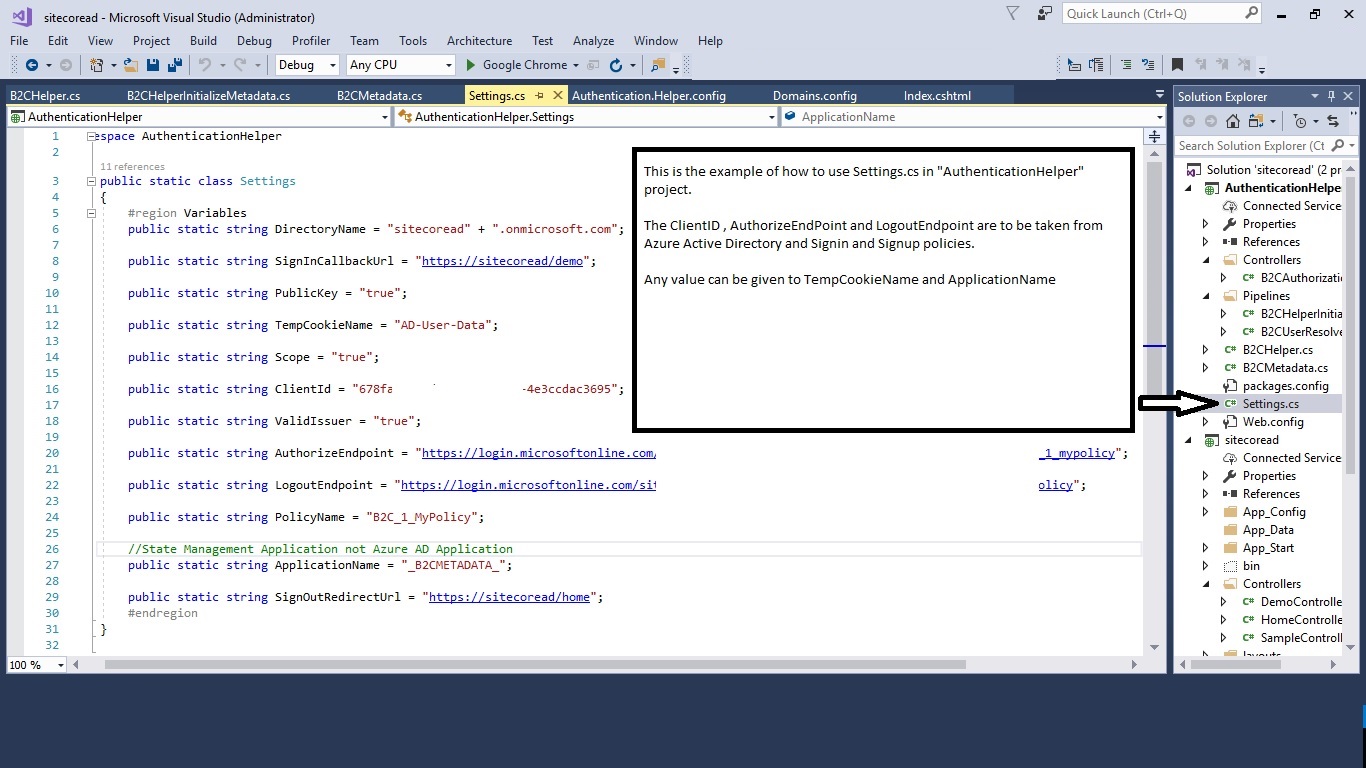 sitecoread - Microsoft Visual Studio (Administrator)
Quick Launch (Ctrl+Q)
File Edit View Project Build Debug Profiler Team Tools Architecture Test Analyze Window Help
Debug Any CPU Google Chrome
B2CHelper.cs B2CHelperInitializeMetadata.cs B2CMetadata.cs Settings.cs Authentication.Helper.config Domains.config Index.cshtml
AuthenticationHelper AuthenticationHelper.Settings ApplicationName
1 espace AuthenticationHelper
2
11 references
3 public static class Settings
4 {
5 #region Variables
6 public static string DirectoryName = "sitecoread" + ".onmicrosoft.com";
7
8 public static string SignInCallbackUrl = "https://sitecoread/demo";
9
10 public static string PublicKey = "true";
11
12 public static string TempCookieName = "AD-User-Data";
13
14 public static string Scope = "true";
15
16 public static string ClientId = "678fa -4e3ccdac3695";
17
18 public static string ValidIssuer = "true";
19
20 public static string AuthorizeEndpoint = "https://login.microsoftonline.com/ _1_mypolicy";
21
22 public static string LogoutEndpoint = "https://login.microsoftonline.com/sit olicy";
23
24 public static string PolicyName = "B2C_1_MyPolicy";
25
26 //State Management Application not Azure AD Application
27 public static string ApplicationName = "_B2CMETADATA_";
28
29 public static string SignOutRedirectUrl = "https://sitecoread/home";
30 #endregion
31 }
32
100 %
This is the example of how to use Settings.cs in "AuthenticationHelper"
project.
The ClientID , AuthorizeEndPoint and LogoutEndpoint are to be taken from
Azure Active Directory and Signin and Signup policies.
Any value can be given to TempCookieName and ApplicationName
Solution Explorer
Search Solution Explorer (Ct
Solution 'sitecoread' (2 pr
AuthenticationHelpe
Connected Service
Properties
References
Controllers
C# B2CAuthorizati
Pipelines
C# B2CHelperInitia
C# B2CUserResolve
C# B2CHelper.cs
C# B2CMetadata.cs
packages.config
C# Settings.cs
Web.config
sitecoread
Connected Service
Properties
References
App_Config
App_Data
App_Start
bin
Controllers
C# DemoControlle
C# HomeControlle
C# SampleControll
layouts